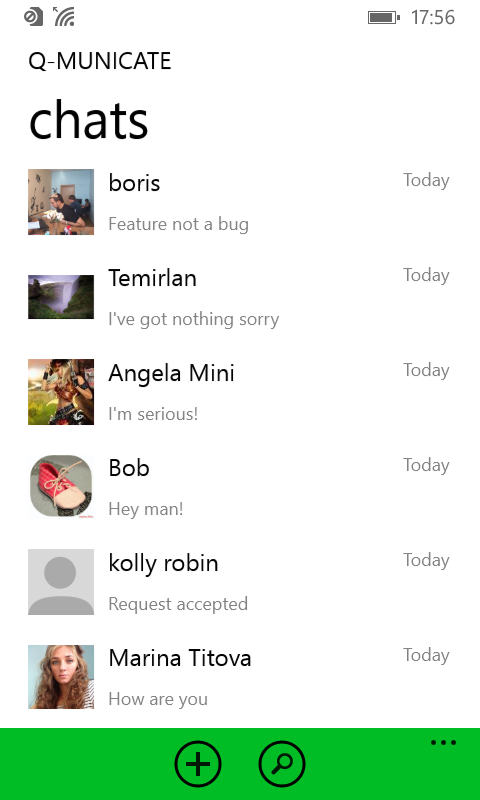 17:56
Q-MUNICATE
chats
boris
Today
Feature not a bug
Temirlan
Today
I've got nothing sorry
Angela Mini
Today
I'm serious!
Bob
Today
Hey man!
kolly robin
Today
Request accepted
Marina Titova
Today
How are you